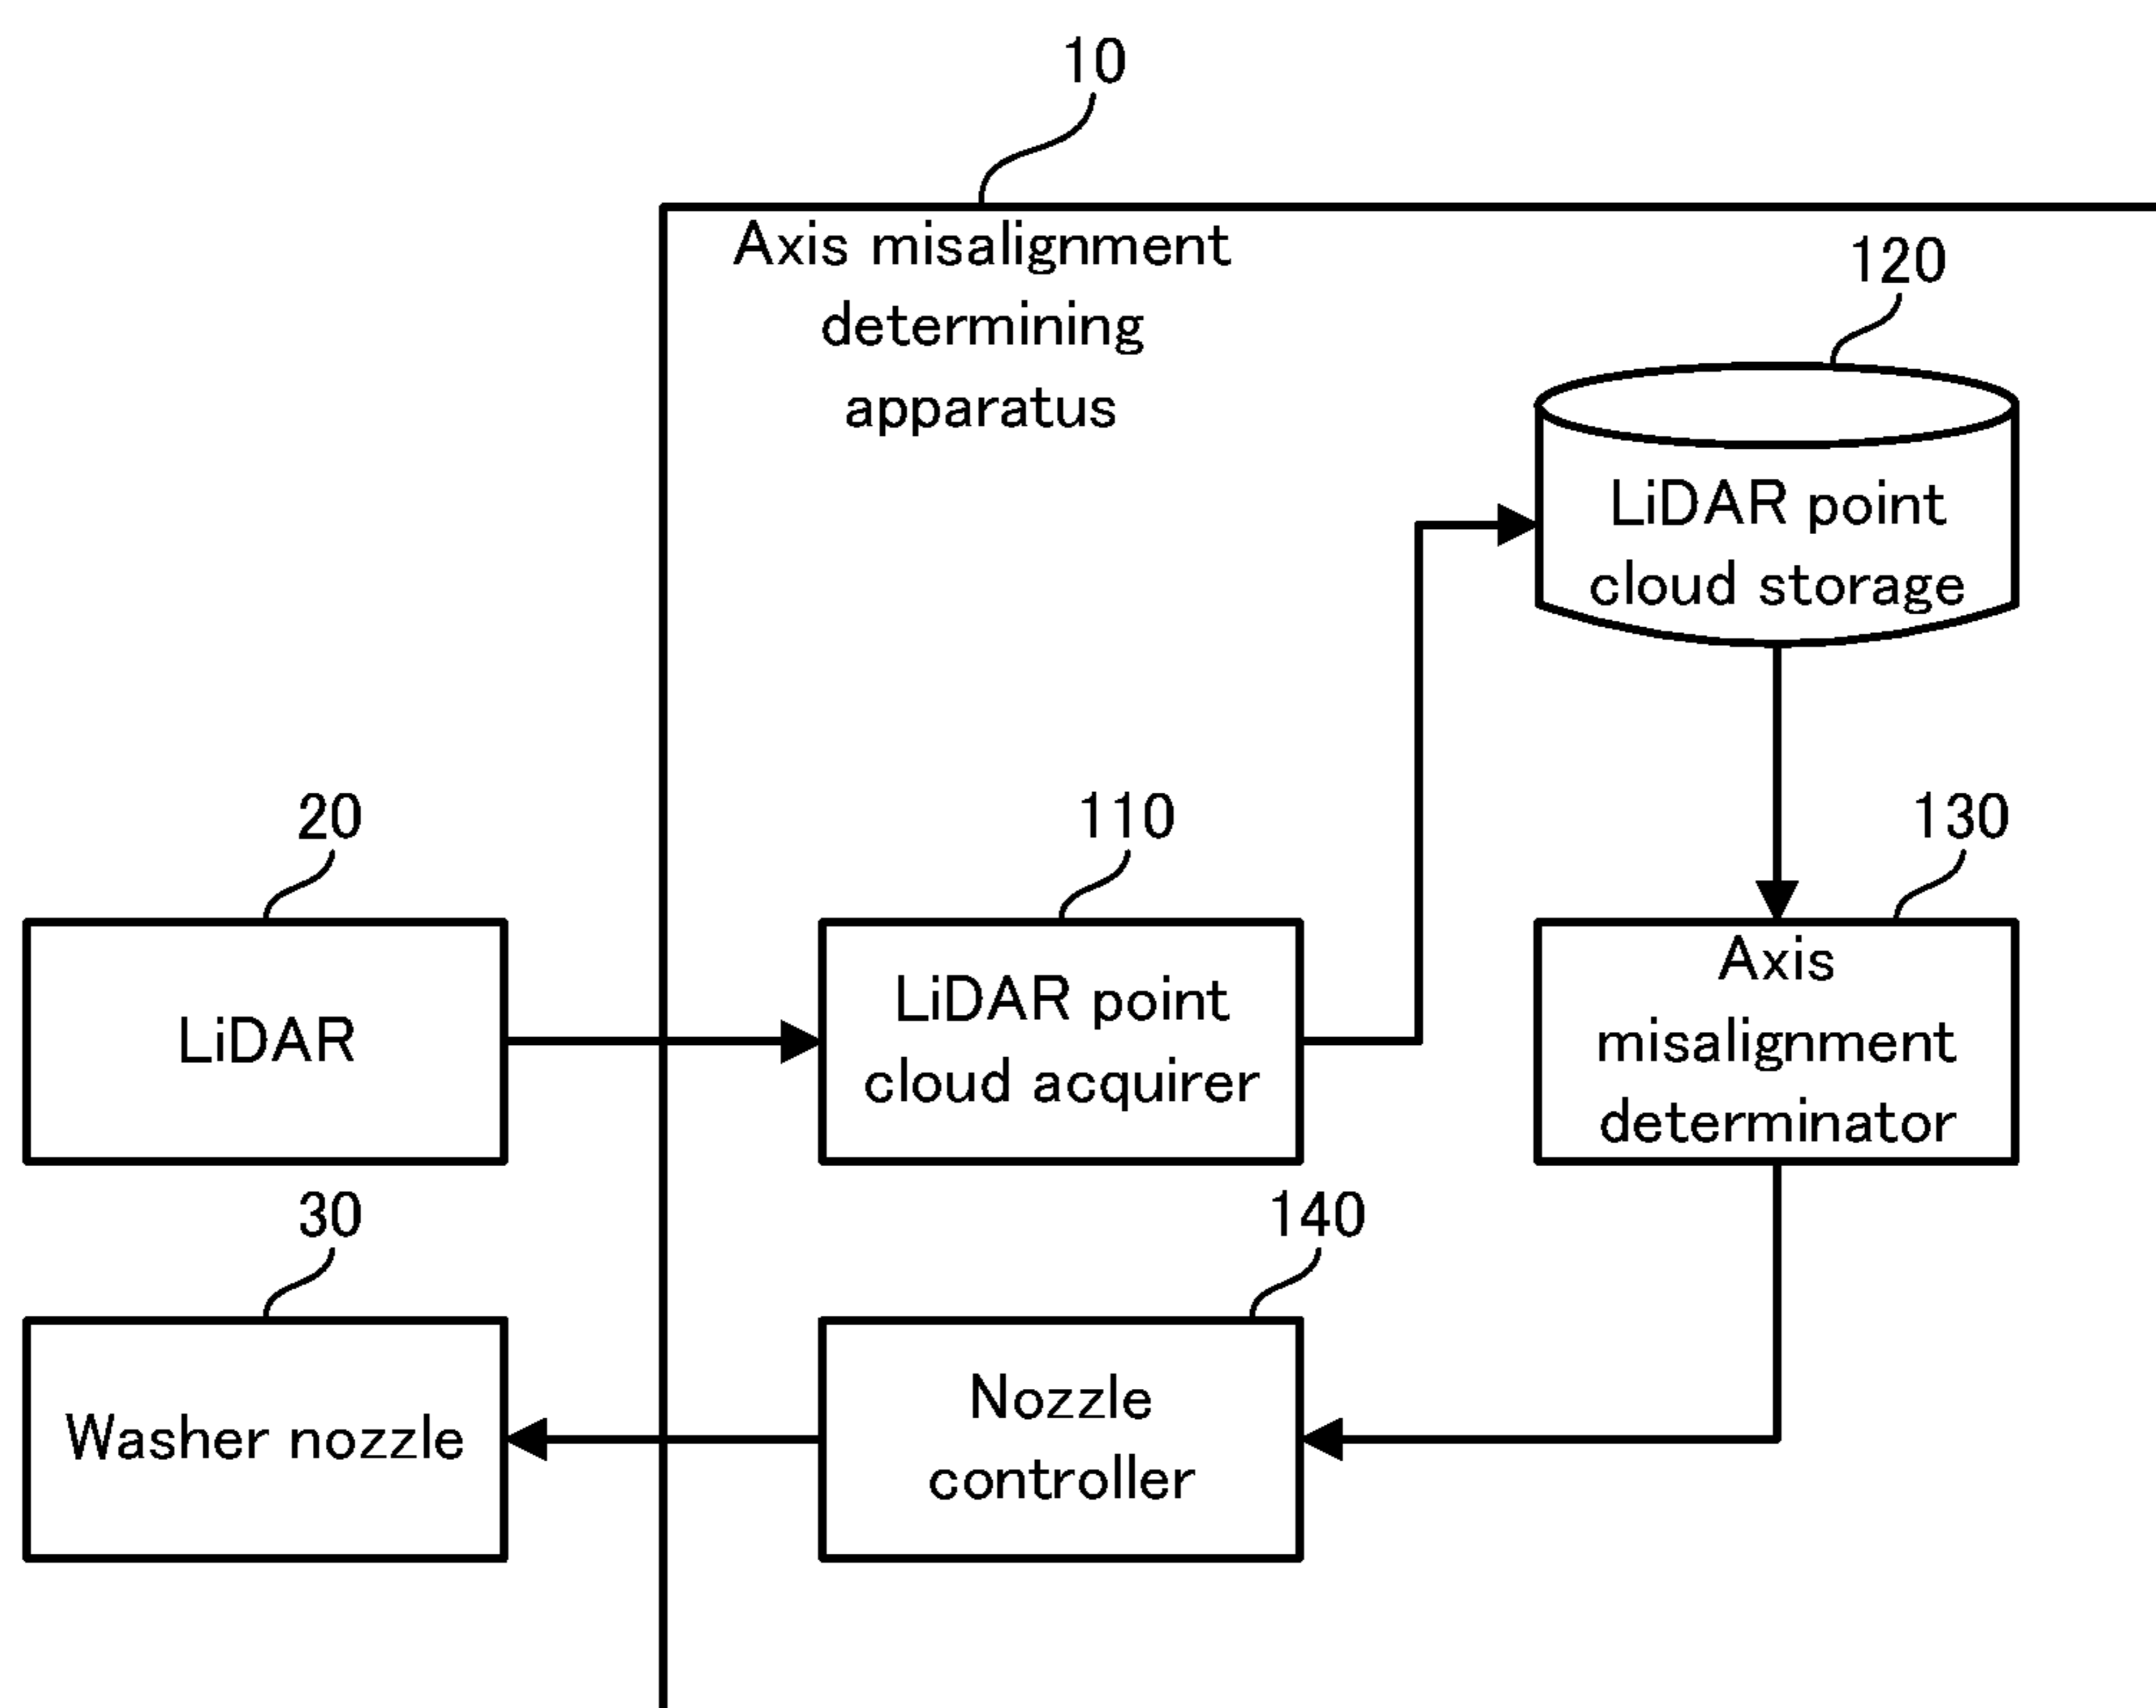 10
Axis misalignment
determining
apparatus
120
LiDAR point
cloud storage
20
110
130
LiDAR
LiDAR point
cloud acquirer
Axis
misalignment
determinator
30
140
Washer nozzle
Nozzle
controller